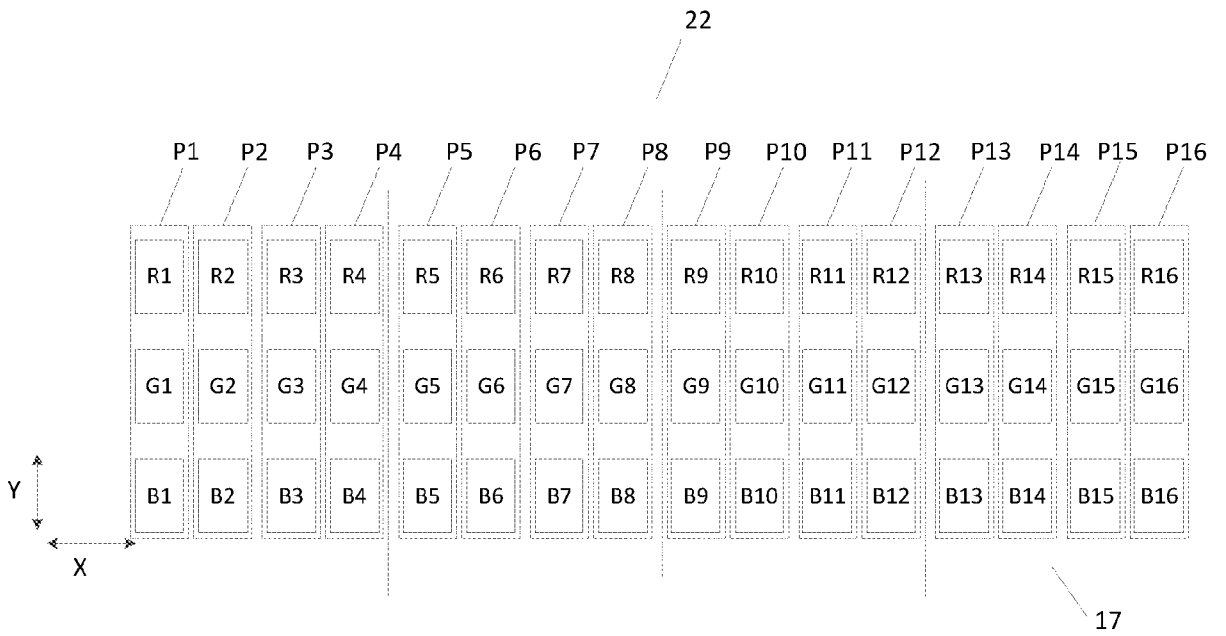 22
P1 P2 P3 P4 P5 P6 P7 P8 P9 P10 P11 P12 P13 P14 P15 P16
R1 R2 R3 R4 R5 R6 R7 R8 R9 R10 R11 R12 R13 R14 R15 R16
G1 G2 G3 G4 G5 G6 G7 G8 G9 G10 G11 G12 G13 G14 G15 G16
Y B1 B2 B3 B4 B5 B6 B7 B8 B9 B10 B11 B12 B13 B14 B15 B16
X
17